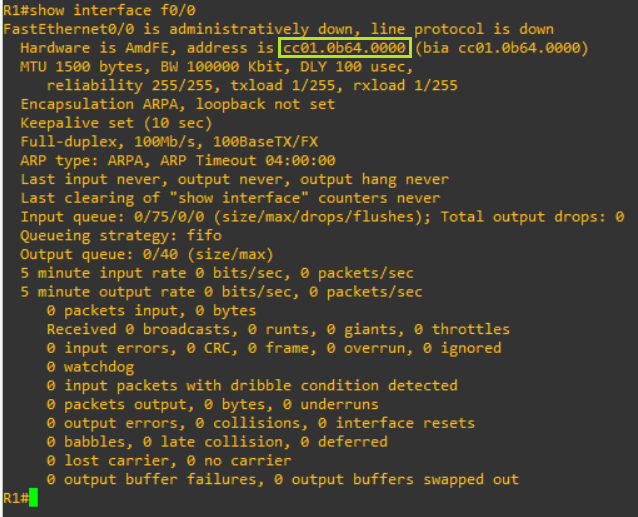 R1#show interface f0/0
FastEthernet0/0 is administratively down, line protocol is down
Hardware is AmdFE, address is cc01.0b64.0000 (bia cc01.0b64.0000)
MTU 1500 bytes, BW 100000 Kbit, DLY 100 usec,
reliability 255/255, txload 1/255, rxload 1/255
Encapsulation ARPA, loopback not set
Keepalive set (10 sec)
Full-duplex, 100Mb/s, 100BaseTX/FX
ARP type: ARPA, ARP Timeout 04:00:00
Last input never, output never, output hang never
Last clearing of "show interface" counters never
Input queue: 0/75/0/0 (size/max/drops/flushes); Total output drops: 0
Queueing strategy: fifo
Output queue: 0/40 (size/max)
5 minute input rate 0 bits/sec, 0 packets/sec
5 minute output rate 0 bits/sec, 0 packets/sec
0 packets input, 0 bytes
Received 0 broadcasts, 0 runts, 0 giants, 0 throttles
0 input errors, 0 CRC, 0 frame, 0 overrun, 0 ignored
0 watchdog
0 input packets with dribble condition detected
0 packets output, 0 bytes, 0 underruns
0 output errors, 0 collisions, 0 interface resets
0 babbles, 0 late collision, 0 deferred
0 lost carrier, 0 no carrier
0 output buffer failures, 0 output buffers swapped out
R1#